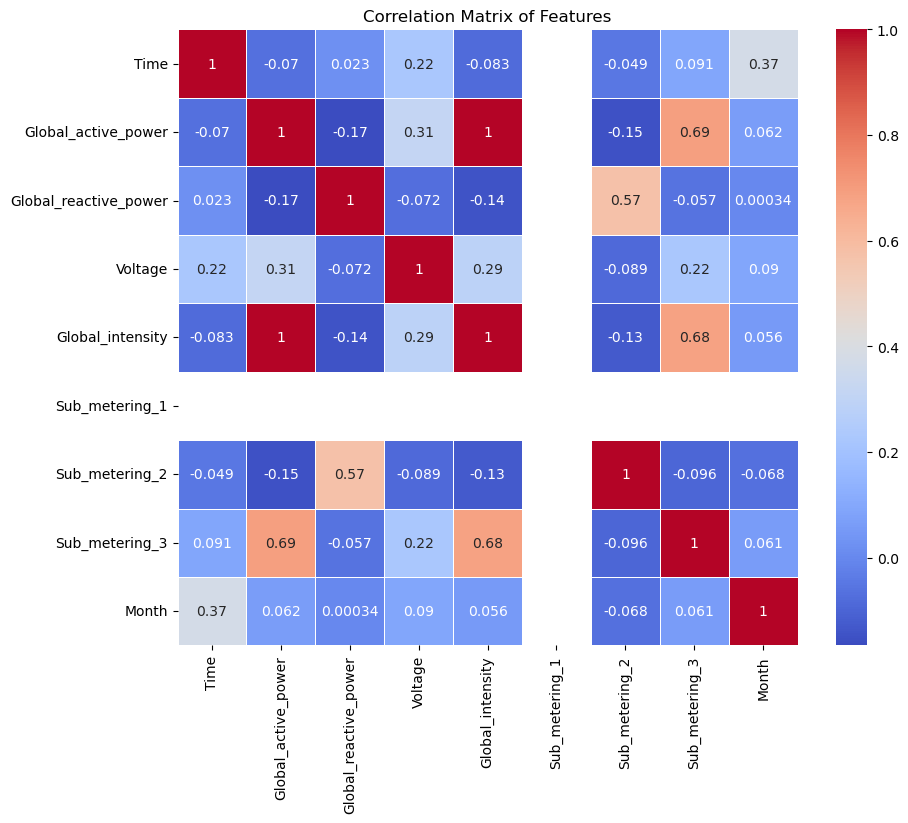 Correlation Matrix of Features
Time 1 -0.07 0.023 0.22 -0.083 -0.049 0.091 0.37
Global_active_power -0.07 1 -0.17 0.31 1 -0.15 0.69 0.062
Global_reactive_power 0.023 -0.17 1 -0.072 -0.14 0.57 -0.057 0.00034
Voltage 0.22 0.31 -0.072 1 0.29 -0.089 0.22 0.09
Global_intensity -0.083 1 -0.14 0.29 1 -0.13 0.68 0.056
Sub_metering_1
Sub_metering_2 -0.049 -0.15 0.57 -0.089 -0.13 1 -0.096 -0.068
Sub_metering_3 0.091 0.69 -0.057 0.22 0.68 -0.096 1 0.061
Month 0.37 0.062 0.00034 0.09 0.056 -0.068 0.061 1
Time
Global_active_power
Global_reactive_power
Voltage
Global_intensity
Sub_metering_1
Sub_metering_2
Sub_metering_3
Month
1.0
0.8
0.6
0.4
0.2
0.0